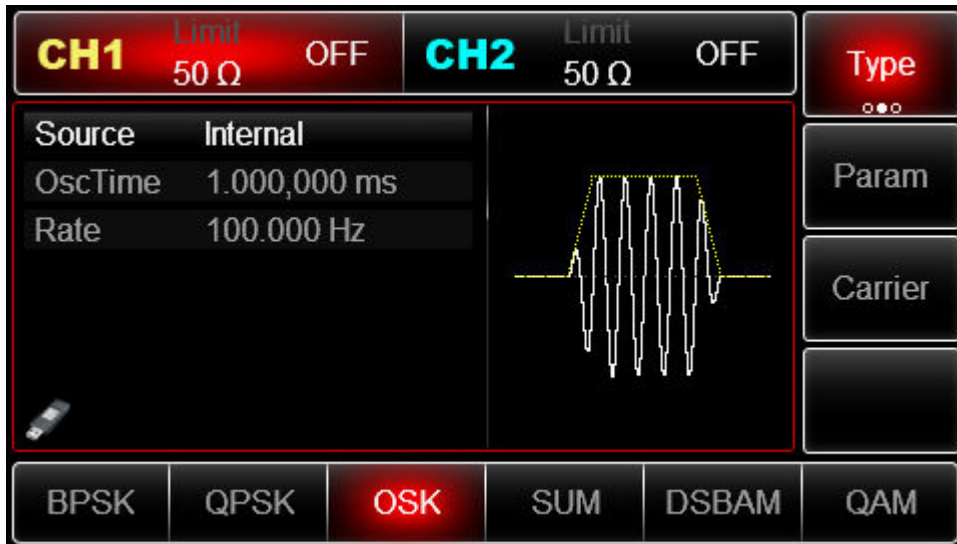 CH1 Limit 50 Ω OFF CH2 Limit 50 Ω OFF
Type
Source Internal
OscTime 1.000,000 ms
Rate 100.000 Hz
Param
Carrier
BPSK QPSK OSK SUM DSBAM QAM